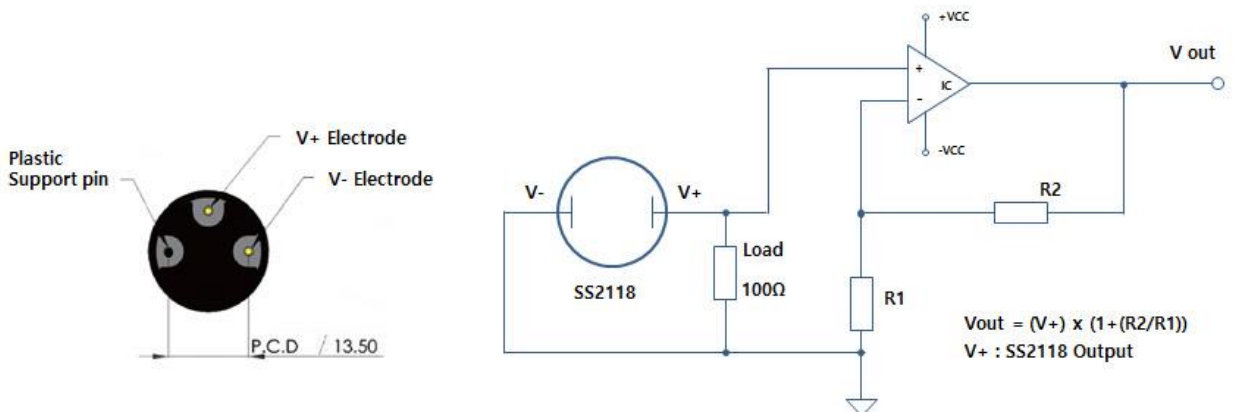 V+ Electrode
Plastic
Support pin
V- Electrode
P.C.D / 13.50
+VCC
V out
+
IC
-
-VCC
R2
V-
V+
Load
100Ω
SS2118
R1
Vout = (V+) x (1+(R2/R1))
V+ : SS2118 Output